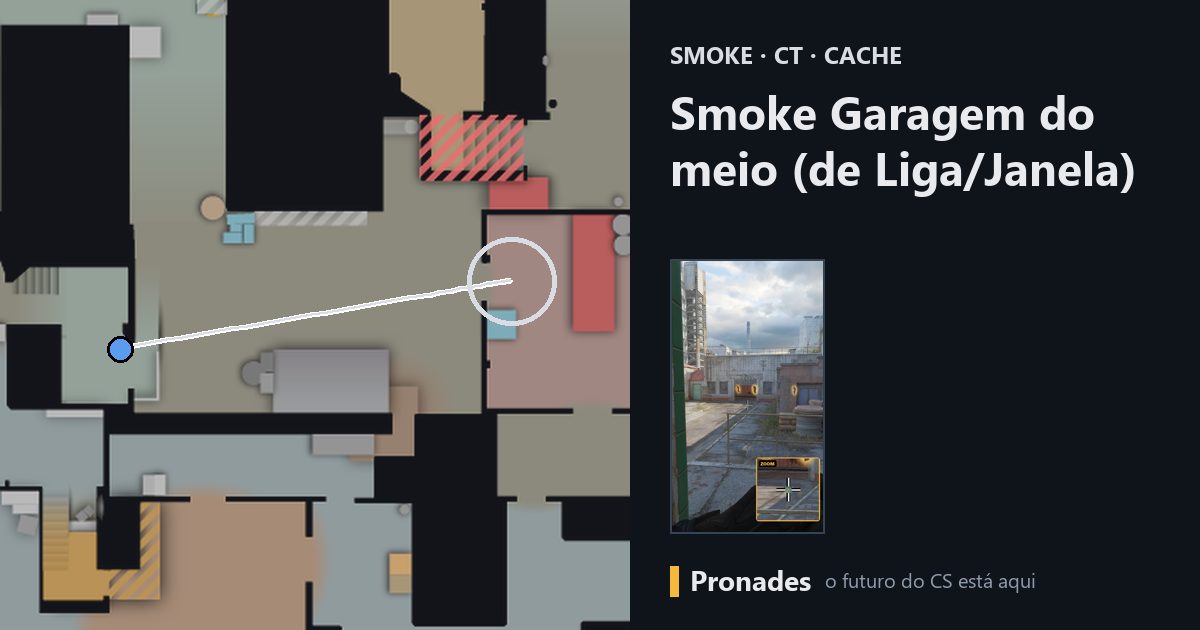 SMOKE · CT · CACHE
Smoke Garagem do
meio (de Liga/Janela)
ZOOM
Pronades o futuro do CS está aqui